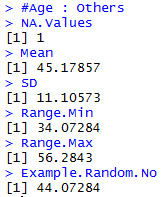 > #Age : Others
> NA.Values
[1] 1
> Mean
[1] 45.17857
> SD
[1] 11.10573
> Range.Min
[1] 34.07284
> Range.Max
[1] 56.2843
> Example.Random.No
[1] 44.07284